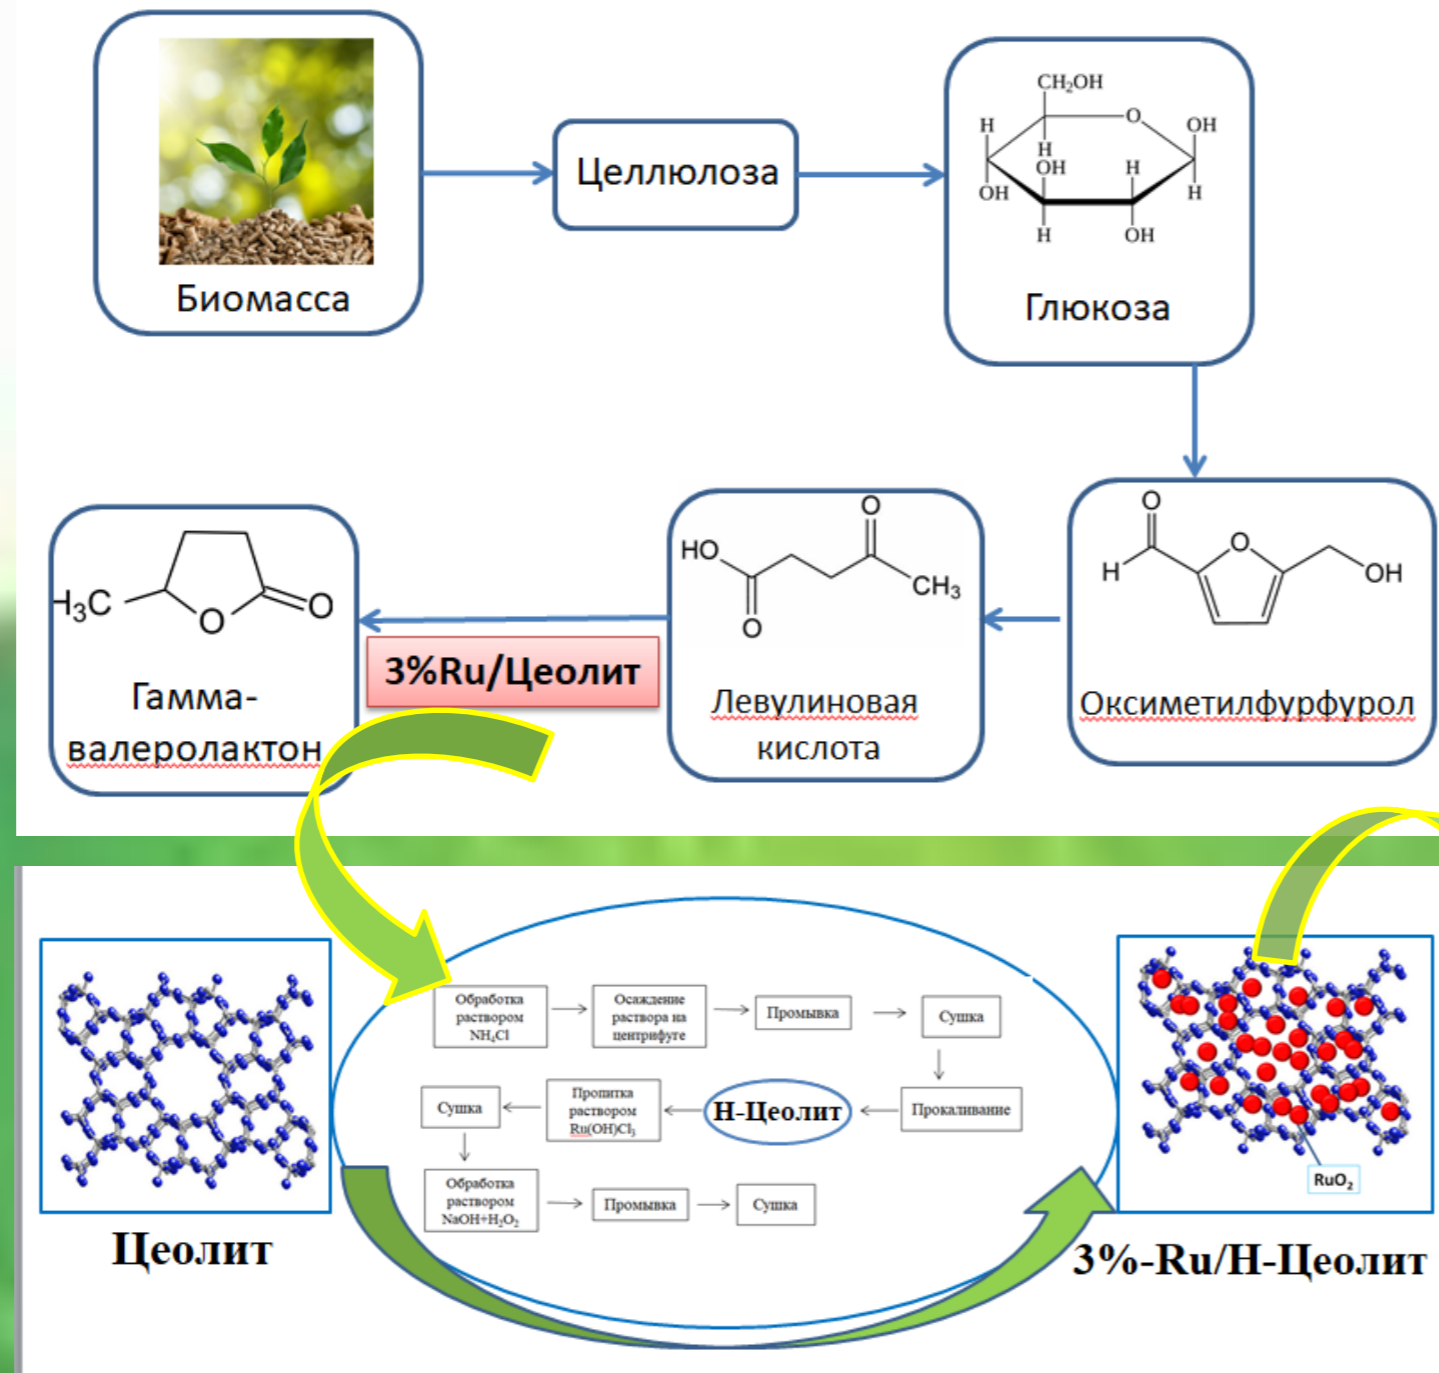 Биомасса
Целлюлоза
CH₂OH
O
H
OH
H
OH
H
OH
H
H
H
OH
Глюкоза
O
H
O
OH
Оксиметилфурфурол
O
HO
CH₃
O
Левулиновая
кислота
3%Ru/Цеолит
H₃C
O
O
Гамма-
валеролактон
Цеолит
Обработка
раствором
NH₄Cl
Осаждение
раствора на
центрифуге
Промывка
Сушка
Прокаливание
Н-Цеолит
Пропитка
раствором
Ru(OH)Cl₃
Сушка
Обработка
раствором
NaOH+H₂O₂
Промывка
Сушка
RuO₂
3%-Ru/Н-Цеолит